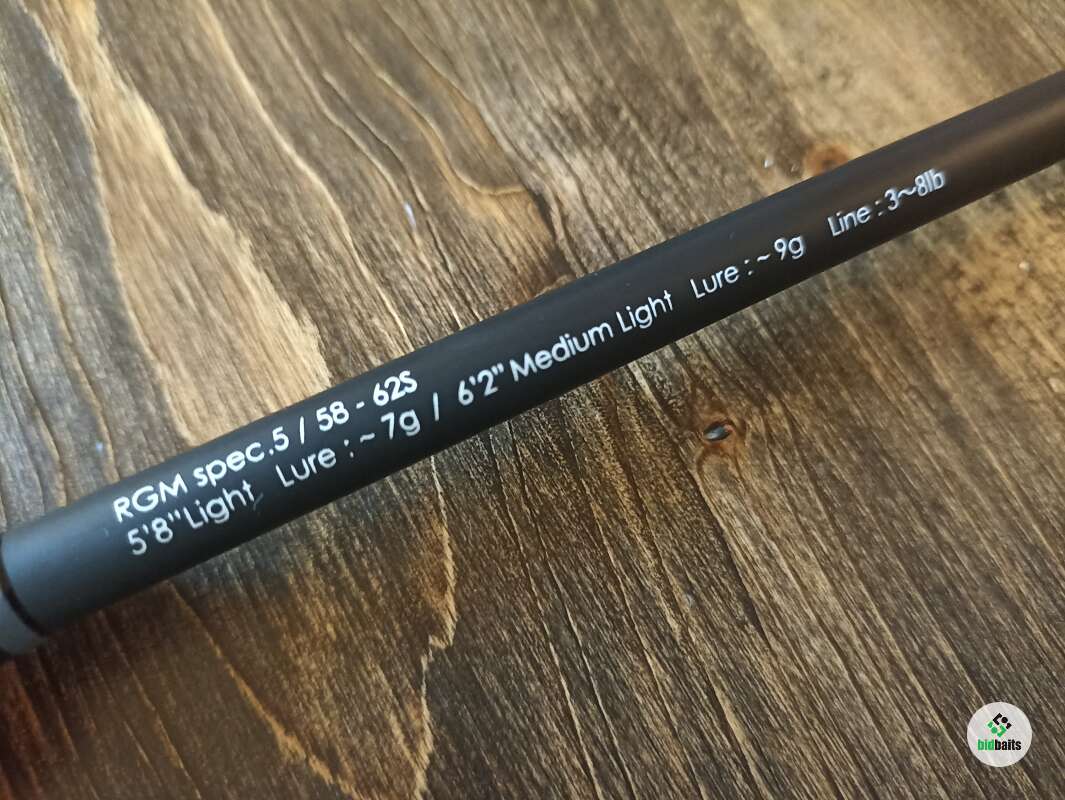 RGM spec.5 / 58 - 62S
5'8"Light Lure : ~ 7g / 6'2" Medium Light Lure : ~ 9g Line : 3~8lb
bidbaits